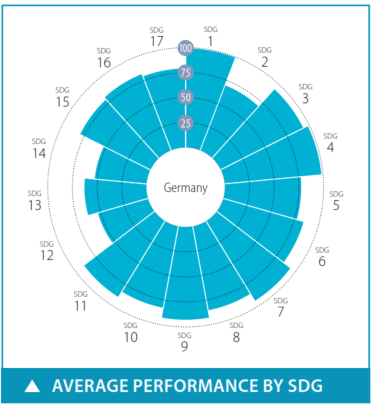 SDG
1
SDG
2
SDG
3
SDG
4
SDG
5
SDG
6
SDG
7
SDG
8
SDG
9
SDG
10
SDG
11
SDG
12
SDG
13
SDG
14
SDG
15
SDG
16
SDG
17
100
75
50
25
Germany
▲ AVERAGE PERFORMANCE BY SDG